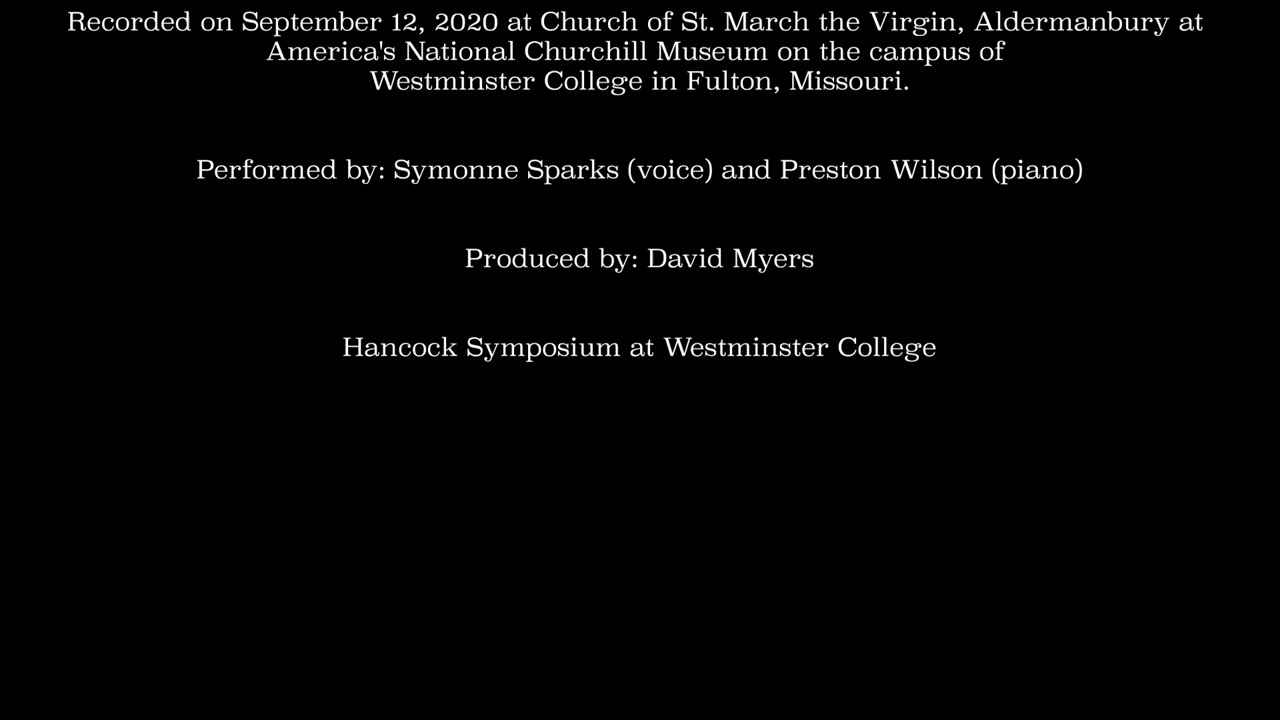 Recorded on September 12, 2020 at Church of St. March the Virgin, Aldermanbury at
America's National Churchill Museum on the campus of
Westminster College in Fulton, Missouri.
Performed by: Symonne Sparks (voice) and Preston Wilson (piano)
Produced by: David Myers
Hancock Symposium at Westminster College